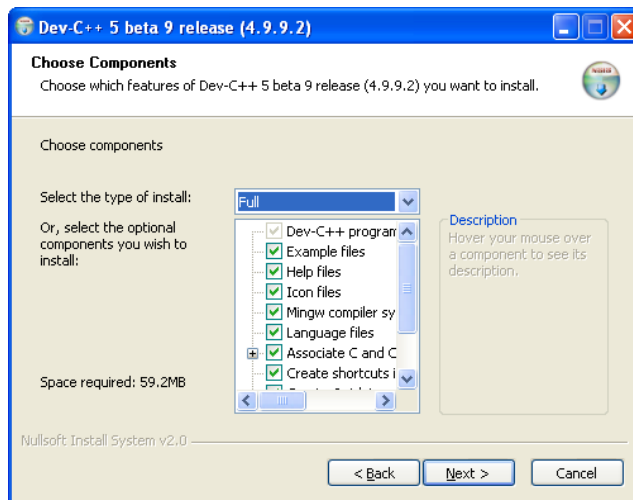 Dev-C++ 5 beta 9 release (4.9.9.2)
Choose Components
Choose which features of Dev-C++ 5 beta 9 release (4.9.9.2) you want to install.
Choose components
Select the type of install:
Full
Or, select the optional
components you wish to
install:
Dev-C++ program
Example files
Help files
Icon files
Mingw compiler sy
Language files
Associate C and C
Create shortcuts i
Description
Hover your mouse over
a component to see its
description.
Space required: 59.2MB
Nullsoft Install System v2.0
< Back
Next >
Cancel